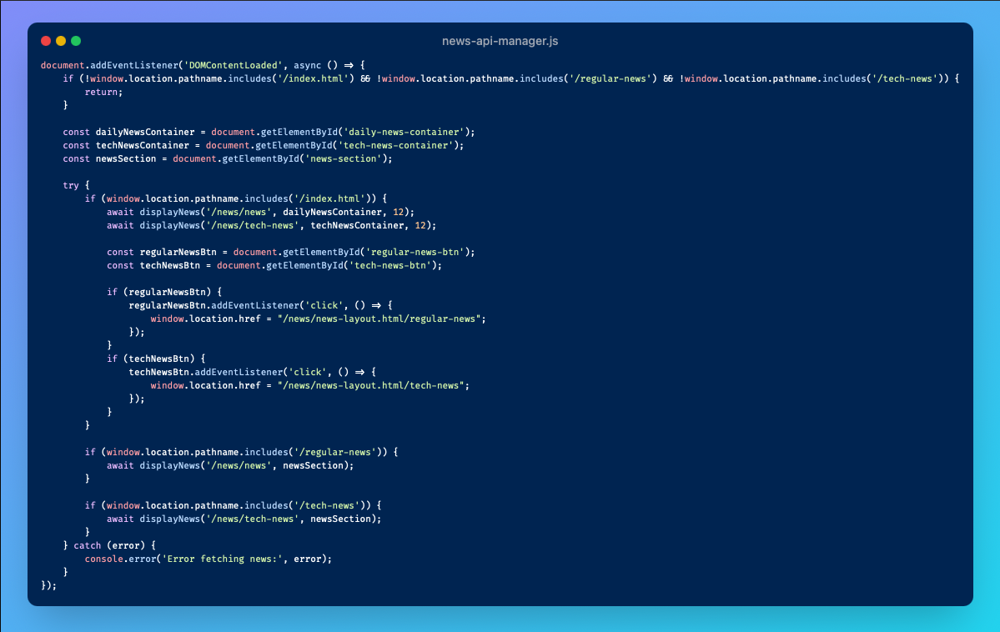 news-api-manager.js
document.addEventListener('DOMContentLoaded', async () => {
    if (!window.location.pathname.includes('/index.html') && !window.location.pathname.includes('/regular-news') && !window.location.pathname.includes('/tech-news')) {
        return;
    }

    const dailyNewsContainer = document.getElementById('daily-news-container');
    const techNewsContainer = document.getElementById('tech-news-container');
    const newsSection = document.getElementById('news-section');

    try {
        if (window.location.pathname.includes('/index.html')) {
            await displayNews('/news/news', dailyNewsContainer, 12);
            await displayNews('/news/tech-news', techNewsContainer, 12);

            const regularNewsBtn = document.getElementById('regular-news-btn');
            const techNewsBtn = document.getElementById('tech-news-btn');

            if (regularNewsBtn) {
                regularNewsBtn.addEventListener('click', () => {
                    window.location.href = "/news/news-layout.html/regular-news";
                });
            }
            if (techNewsBtn) {
                techNewsBtn.addEventListener('click', () => {
                    window.location.href = "/news/news-layout.html/tech-news";
                });
            }
        }

        if (window.location.pathname.includes('/regular-news')) {
            await displayNews('/news/news', newsSection);
        }

        if (window.location.pathname.includes('/tech-news')) {
            await displayNews('/news/tech-news', newsSection);
        }
    } catch (error) {
        console.error('Error fetching news:', error);
    }
});